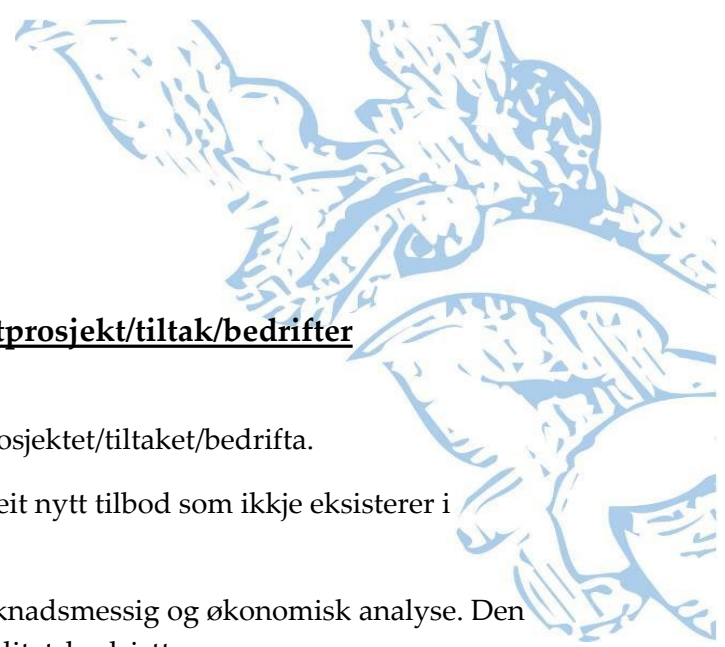 tprosjekt/tiltak/bedrifter
osjektet/tiltaket/bedrifta.
eit nytt tilbod som ikkje eksisterer i
knadsmessig og økonomisk analyse. Den